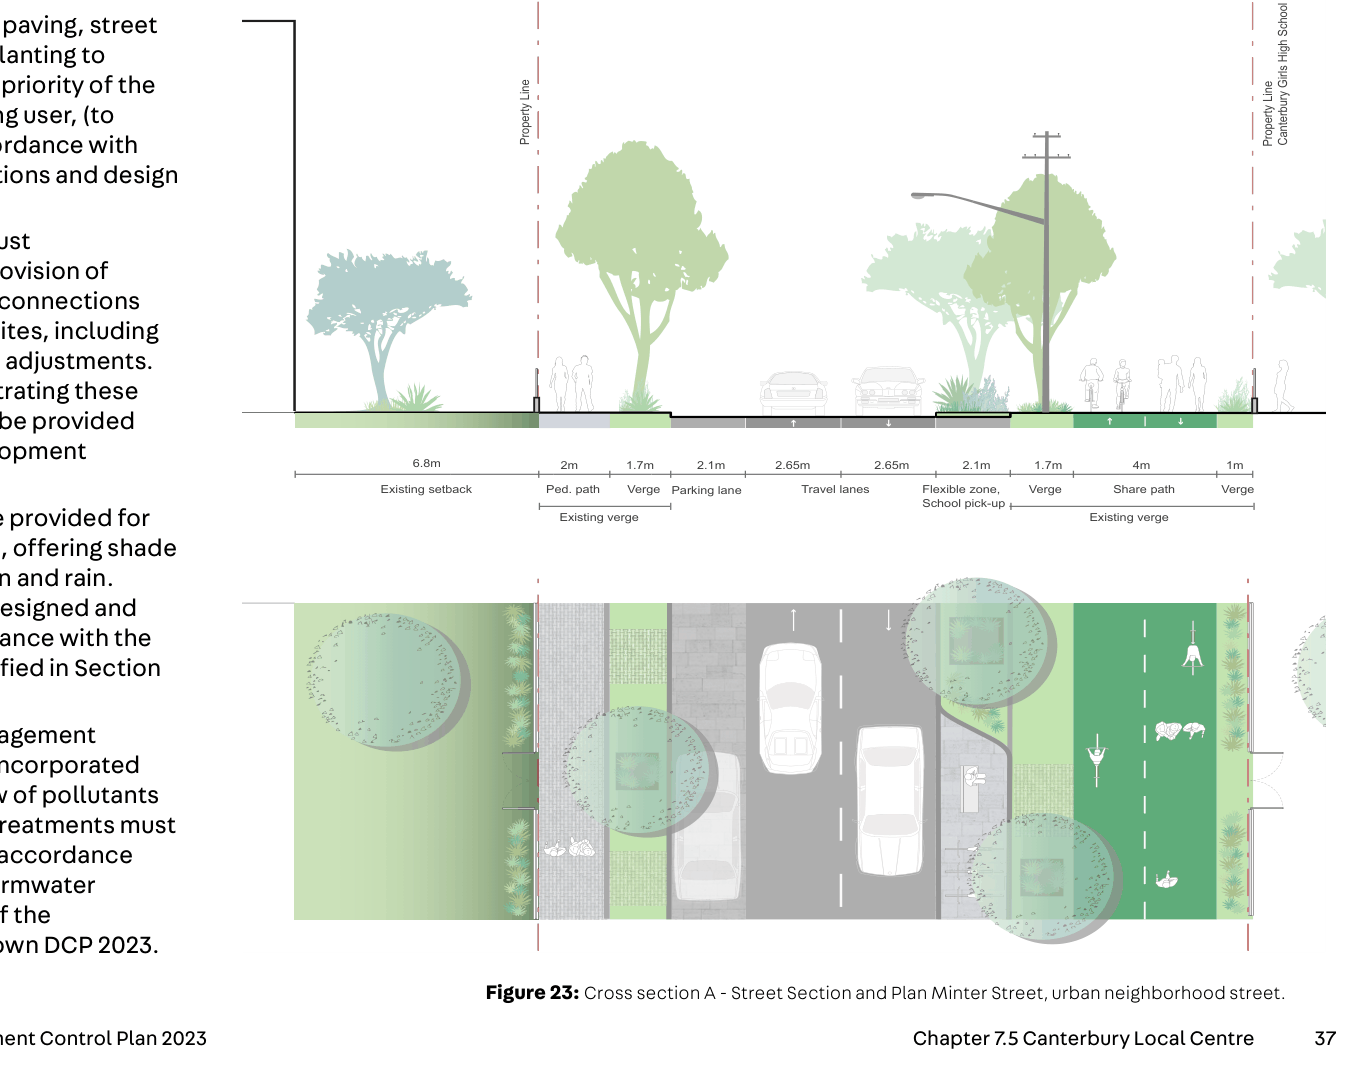 paving, street
lanting to
priority of the
ng user, (to
ordance with
tions and design
ust
ovision of
connections
ites, including
adjustments.
trating these
be provided
opment
e provided for
, offering shade
n and rain.
designed and
dance with the
ified in Section
agement
ncorporated
w of pollutants
reatments must
accordance
rmwater
f the
own DCP 2023.
Property Line
Property Line
Canterbury Girls High School
6.8m 2m 1.7m 2.1m 2.65m 2.65m 2.1m 1.7m 4m 1m
Existing setback Ped. path Verge Parking lane Travel lanes Flexible zone, Verge Share path Verge
School pick-up
Existing verge Existing verge
Figure 23: Cross section A - Street Section and Plan Minter Street, urban neighborhood street.
ment Control Plan 2023 Chapter 7.5 Canterbury Local Centre 37